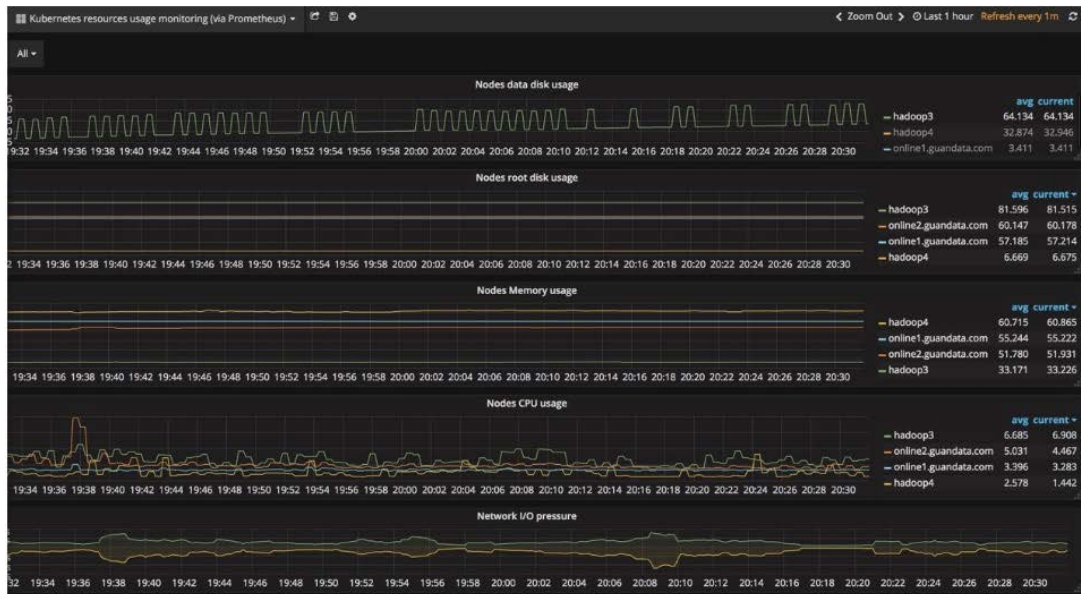 Kubernetes resources usage monitoring (via Prometheus)
Zoom Out Last 1 hour Refresh every 1m
All
Nodes data disk usage
avg current
hadoop3 64.134 64.134
hadoop4 32.874 32.946
online1.guandata.com 3.411 3.411
19:32 19:34 19:36 19:38 19:40 19:42 19:44 19:46 19:48 19:50 19:52 19:54 19:56 19:58 20:00 20:02 20:04 20:06 20:08 20:10 20:12 20:14 20:16 20:18 20:20 20:22 20:24 20:26 20:28 20:30
Nodes root disk usage
avg current
hadoop3 81.596 81.515
online2.guandata.com 60.147 60.178
online1.guandata.com 57.185 57.214
hadoop4 6.669 6.675
2 19:34 19:36 19:38 19:40 19:42 19:44 19:46 19:48 19:50 19:52 19:54 19:56 19:58 20:00 20:02 20:04 20:06 20:08 20:10 20:12 20:14 20:16 20:18 20:20 20:22 20:24 20:26 20:28 20:30
Nodes Memory usage
avg current
hadoop4 60.715 60.865
online1.guandata.com 55.244 55.222
online2.guandata.com 51.780 51.931
hadoop3 33.171 33.226
19:34 19:36 19:38 19:40 19:42 19:44 19:46 19:48 19:50 19:52 19:54 19:56 19:58 20:00 20:02 20:04 20:06 20:08 20:10 20:12 20:14 20:16 20:18 20:20 20:22 20:24 20:26 20:28 20:30
Nodes CPU usage
avg current
hadoop3 6.685 6.908
online2.guandata.com 5.031 4.467
online1.guandata.com 3.396 3.283
hadoop4 2.578 1.442
19:34 19:36 19:38 19:40 19:42 19:44 19:46 19:48 19:50 19:52 19:54 19:56 19:58 20:00 20:02 20:04 20:06 20:08 20:10 20:12 20:14 20:16 20:18 20:20 20:22 20:24 20:26 20:28 20:30
Network I/O pressure
32 19:34 19:36 19:38 19:40 19:42 19:44 19:46 19:48 19:50 19:52 19:54 19:56 19:58 20:00 20:02 20:04 20:06 20:08 20:10 20:12 20:14 20:16 20:18 20:20 20:22 20:24 20:26 20:28 20:30